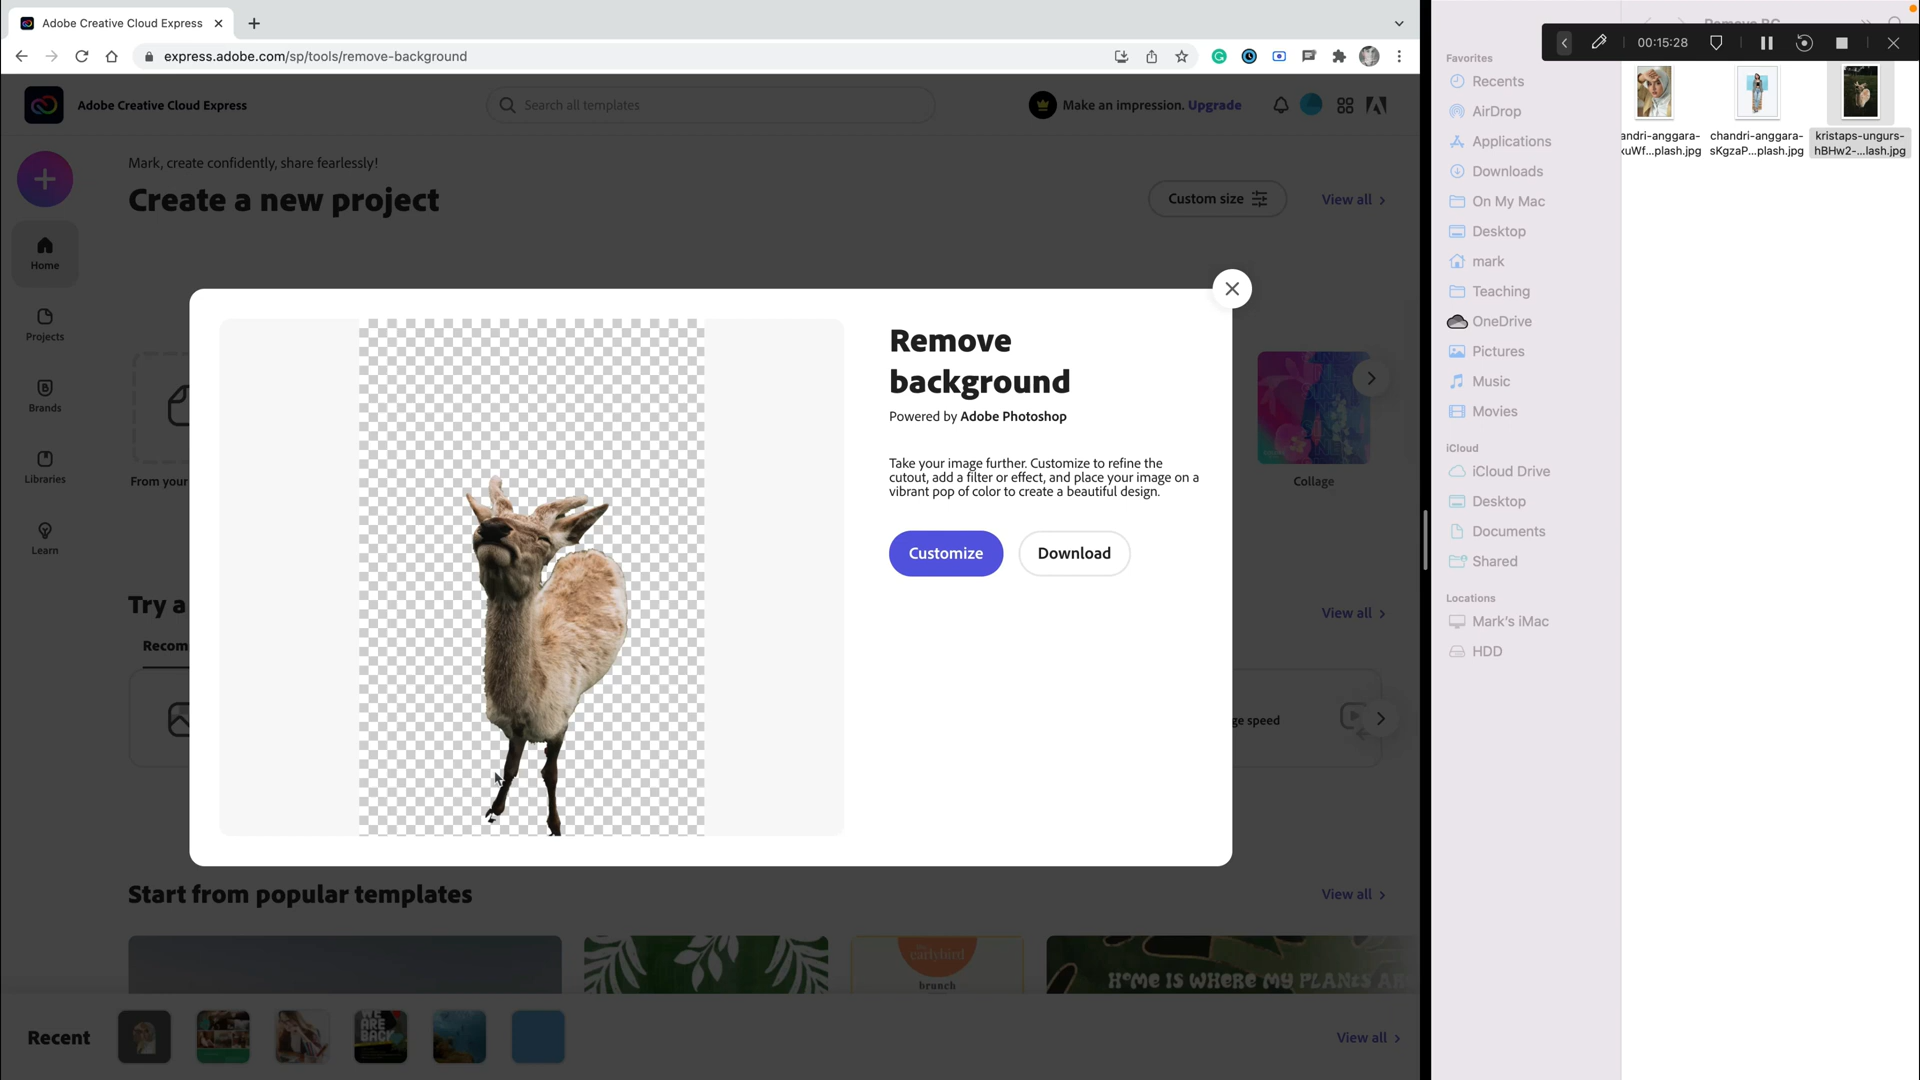 Adobe Creative Cloud Express
express.adobe.com/sp/tools/remove-background
Adobe Creative Cloud Express
Search all templates
Make an impression. Upgrade
Mark, create confidently, share fearlessly!
Create a new project
Custom size
View all
Home
Projects
Brands
Libraries
Learn
From your
Collage
Remove
background
Powered by Adobe Photoshop
Take your image further. Customize to refine the
cutout, add a filter or effect, and place your image on a
vibrant pop of color to create a beautiful design.
Customize
Download
Try a
View all
Recom
ge speed
Start from popular templates
View all
earlybird
brunch
HOME IS WHERE MY PLANTS AR
Recent
WE
ARE
BACK
View all
00:15:28
Favorites
Recents
AirDrop
Applications
Downloads
On My Mac
Desktop
mark
Teaching
OneDrive
Pictures
Music
Movies
iCloud
iCloud Drive
Desktop
Documents
Shared
Locations
Mark's iMac
HDD
andri-anggara-
uWf...plash.jpg
chandri-anggara-
sKgzaP...plash.jpg
kristaps-ungurs-
hBHw2-...lash.jpg